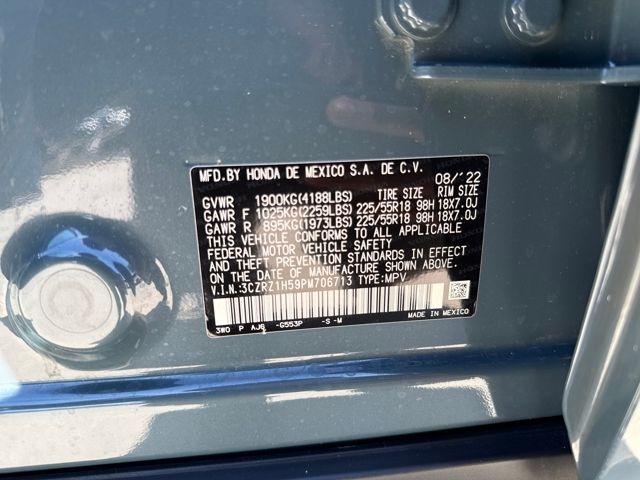 MFD.BY HONDA DE MEXICO S.A. DE C.V.
08/'22
GVWR 1900KG(4188LBS) TIRE SIZE RIM SIZE
GAWR F 1025KG(2259LBS) 225/55R18 98H 18X7.0J
GAWR R 895KG(1973LBS) 225/55R18 98H 18X7.0J
THIS VEHICLE CONFORMS TO ALL APPLICABLE
FEDERAL MOTOR VEHICLE SAFETY
AND THEFT PREVENTION STANDARDS IN EFFECT
ON THE DATE OF MANUFACTURE SHOWN ABOVE.
V.I.N:3CZRZ1H59PM706713 TYPE:MPV
3W0 P AJ6 -G553P -S -M
MADE IN MEXICO